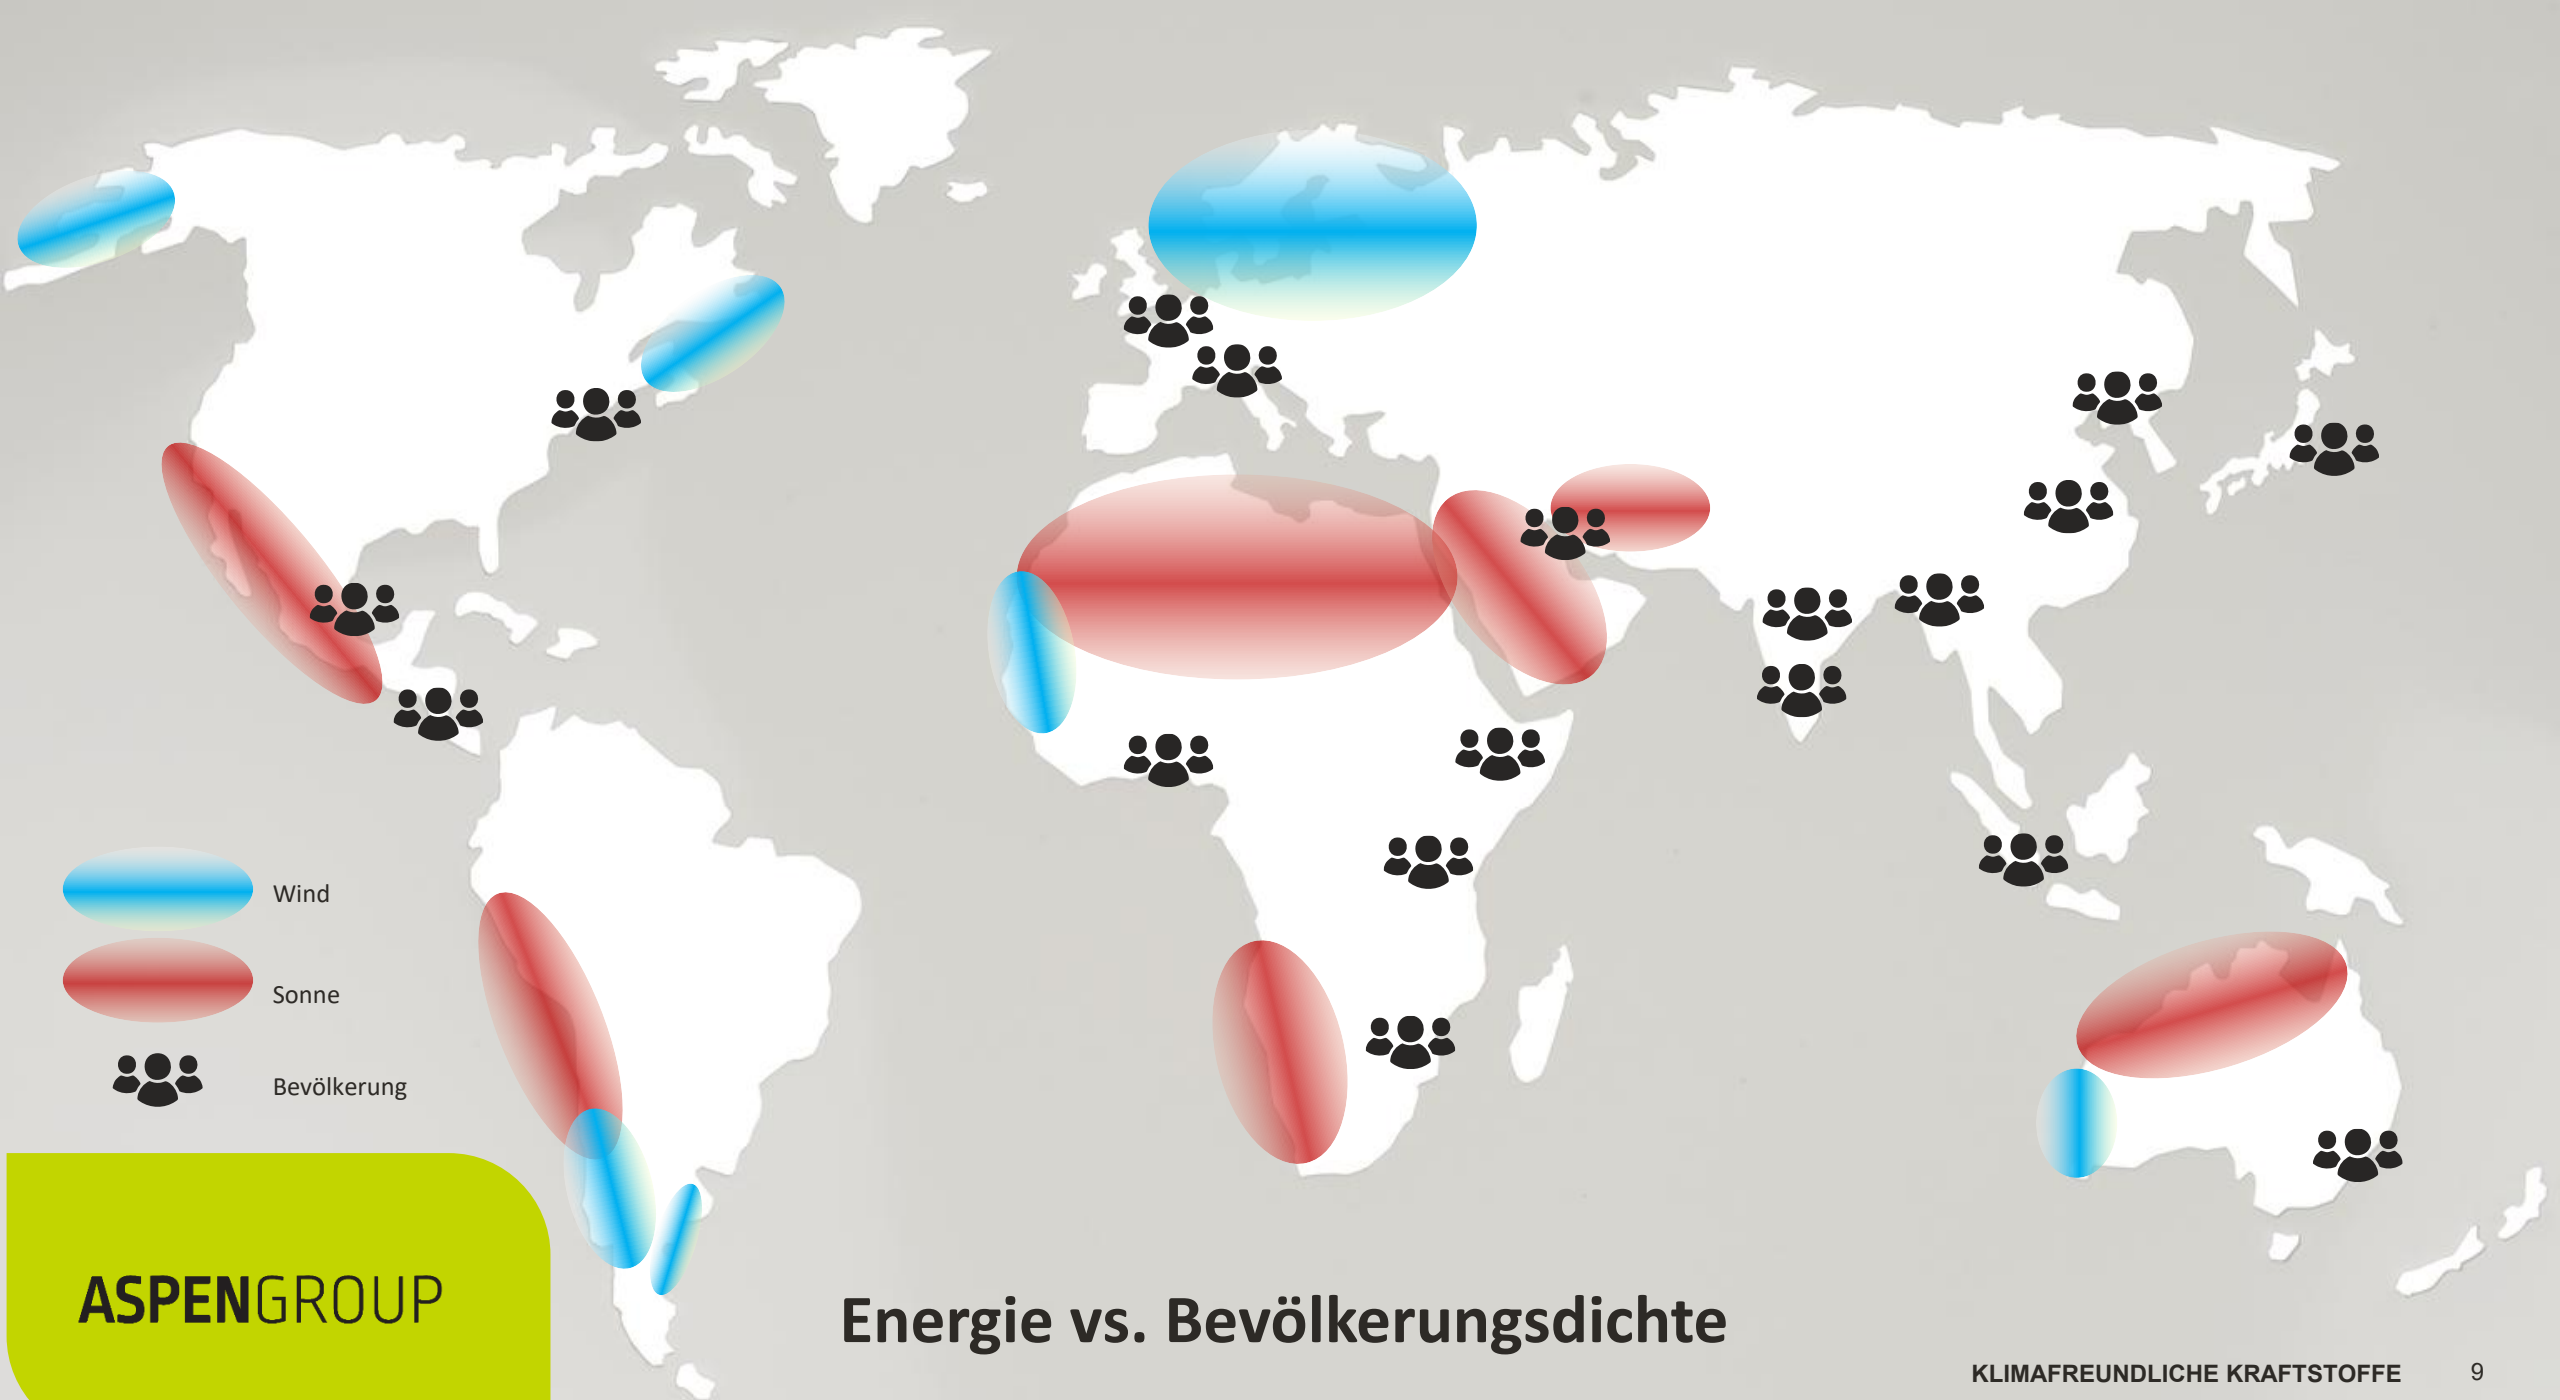 Wind
Sonne
Bevölkerung
ASPENGROUP
Energie vs. Bevölkerungsdichte
KLIMAFREUNDLICHE KRAFTSTOFFE 9